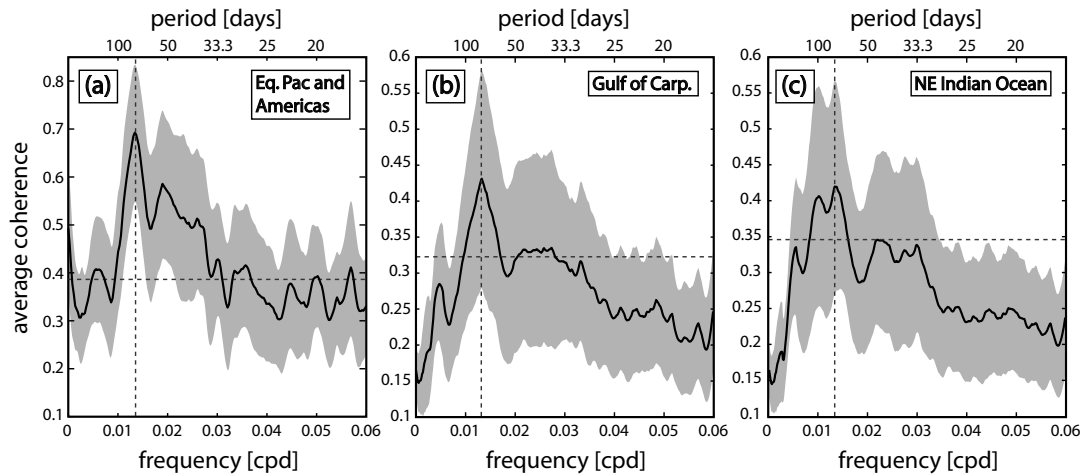 period [days]
period [days]
period [days]
100 50 33.3 25 20
100 50 33.3 25 20
100 50 33.3 25 20
(a)
Eq. Pac and
Americas
(b)
Gulf of Carp.
(c)
NE Indian Ocean
average coherence
0.8
0.7
0.6
0.5
0.4
0.3
0.2
0.1
0.6
0.55
0.5
0.45
0.4
0.35
0.3
0.25
0.2
0.15
0.1
0.6
0.55
0.5
0.45
0.4
0.35
0.3
0.25
0.2
0.15
0.1
0 0.01 0.02 0.03 0.04 0.05 0.06
0 0.01 0.02 0.03 0.04 0.05 0.06
0 0.01 0.02 0.03 0.04 0.05 0.06
frequency [cpd]
frequency [cpd]
frequency [cpd]